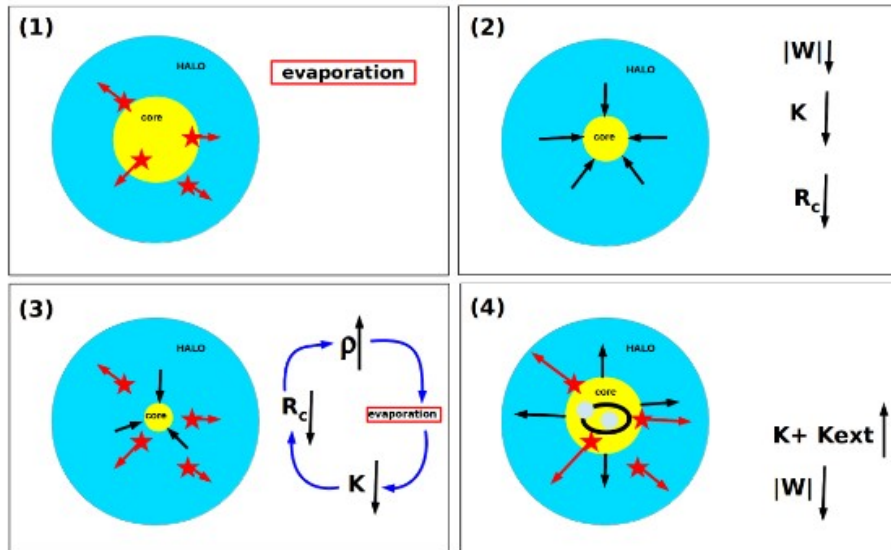 (1)
HALO
core
evaporation
(2)
HALO
core
|W|
K
Rc
(3)
HALO
core
ρ
Rc
evaporation
K
(4)
HALO
core
K+ Kext
|W|